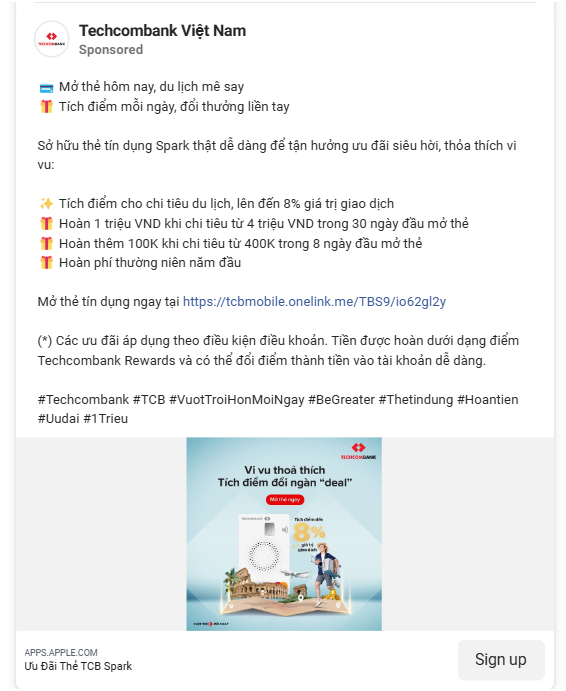 TECHCOMBANK
Techcombank Việt Nam
Sponsored
Mở thẻ hôm nay, du lịch mê say
Tích điểm mỗi ngày, đổi thưởng liền tay
Sở hữu thẻ tín dụng Spark thật dễ dàng để tận hưởng ưu đãi siêu hời, thỏa thích vi
vu:
✨ Tích điểm cho chi tiêu du lịch, lên đến 8% giá trị giao dịch
🎁 Hoàn 1 triệu VND khi chi tiêu từ 4 triệu VND trong 30 ngày đầu mở thẻ
🎁 Hoàn thêm 100K khi chi tiêu từ 400K trong 8 ngày đầu mở thẻ
🎁 Hoàn phí thường niên năm đầu
Mở thẻ tín dụng ngay tại https://tcbmobile.onelink.me/TBS9/io62gl2y
(*) Các ưu đãi áp dụng theo điều kiện điều khoản. Tiền được hoàn dưới dạng điểm
Techcombank Rewards và có thể đổi điểm thành tiền vào tài khoản dễ dàng.
#Techcombank #TCB #VuotTroiHonMoiNgay #BeGreater #Thetindung #Hoantien
#Uudai #1Trieu
TECHCOMBANK
Vi vu thoả thích
Tích điểm đổi ngàn “deal”
Mở thẻ ngay
TECHCOMBANK
Tích điểm đến
8%
giá trị
giao dịch
APPS.APPLE.COM
Ưu Đãi Thẻ TCB Spark
Sign up